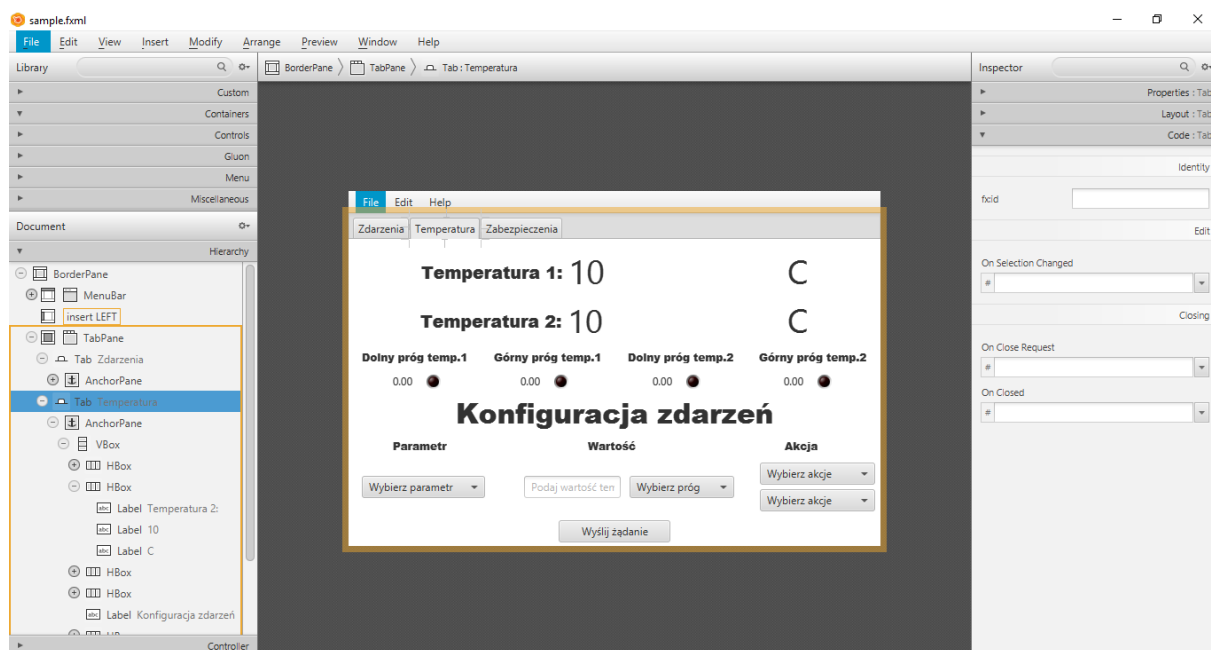 sample.fxml
File Edit View Insert Modify Arrange Preview Window Help
Library
BorderPane TabPane Tab : Temperatura
Inspector
Custom
Containers
Controls
Gluon
Menu
Miscellaneous
Document
Hierarchy
BorderPane
MenuBar
insert LEFT
TabPane
Tab Zdarzenia
AnchorPane
Tab Temperatura
AnchorPane
VBox
HBox
HBox
Label Temperatura 2:
Label 10
Label C
HBox
HBox
Label Konfiguracja zdarzeń
Controller
File Edit Help
Zdarzenia Temperatura Zabezpieczenia
Temperatura 1: 10 C
Temperatura 2: 10 C
Dolny próg temp.1 Górny próg temp.1 Dolny próg temp.2 Górny próg temp.2
0.00 0.00 0.00 0.00
Konfiguracja zdarzeń
Parametr Wartość Akcja
Wybierz parametr Podaj wartość ten Wybierz próg Wybierz akcje
Wybierz akcje
Wyślij żądanie
Properties : Tab
Layout : Tab
Code : Tab
Identity
fx:id
Edit
On Selection Changed
#
Closing
On Close Request
#
On Closed
#